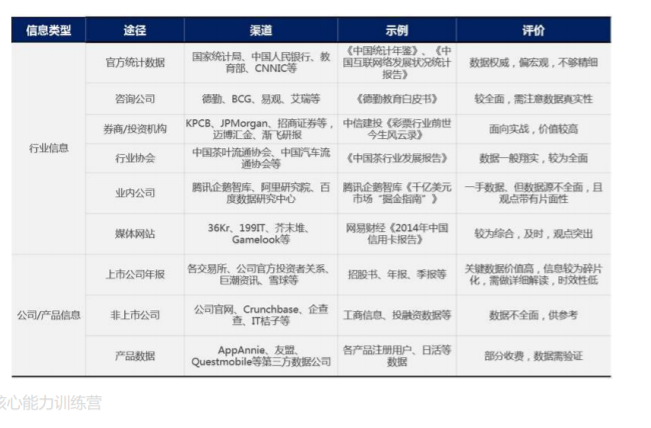 信息类型 途径 渠道 示例 评价
行业信息
官方统计数据
国家统计局、中国人民银行、教
育部、CNNIC等
《中国统计年鉴》、《中
国互联网络发展状况统计
报告》
数据权威，偏宏观，不够精细
咨询公司
德勤、BCG、易观、艾瑞等
《德勤教育白皮书》
较全面，需注意数据真实性
券商/投资机构
KPCB、JPMorgan、招商证券等，
迈博汇金、渐飞研报
中信建投《彩票行业前世
今生风云录》
面向实战，价值较高
行业协会
中国茶叶流通协会、中国汽车流
通协会等
《中国茶行业发展报告》
数据一般翔实，较为全面
业内公司
腾讯企鹅智库、阿里研究院、百
度数据研究中心
腾讯企鹅智库《千亿美元
市场“掘金指南”》
一手数据、但数据源不全面，且
观点带有片面性
媒体网站
36Kr、199IT、芥末堆、
Gamelook等
网易财经《2014年中国
信用卡报告》
较为综合，及时，观点突出
公司/产品信息
上市公司年报
各交易所、公司官方投资者关系、
巨潮资讯、雪球等
招股书、年报、季报等
关键数据价值高，信息较为碎片
化，需做详细解读，时效性低
非上市公司
公司官网、Crunchbase、企查
查、IT桔子等
工商信息、投融资数据等
数据不全面，供参考
产品数据
AppAnnie、友盟、
Questmobile等第三方数据公司
各产品注册用户、日活等
数据
部分收费，数据需验证
核心能力训练营